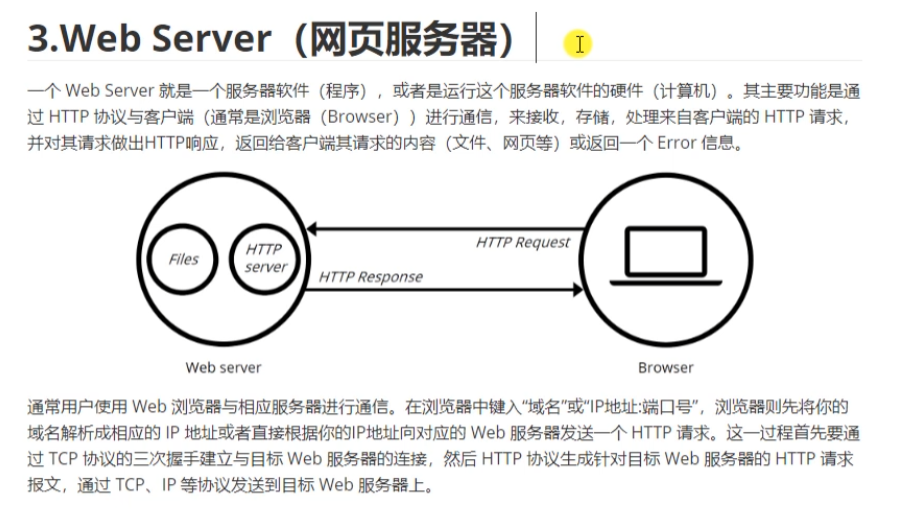 3.Web Server（网页服务器）
一个 Web Server 就是一个服务器软件（程序），或者是运行这个服务器软件的硬件（计算机）。其主要功能是通
过 HTTP 协议与客户端（通常是浏览器（Browser））进行通信，来接收，存储，处理来自客户端的 HTTP 请求，
并对其请求做出HTTP响应，返回给客户端其请求的内容（文件、网页等）或返回一个 Error 信息。
Files
HTTP
server
HTTP Request
HTTP Response
Web server
Browser
通常用户使用 Web 浏览器与相应服务器进行通信。在浏览器中键入“域名”或“IP地址:端口号”，浏览器则先将你的
域名解析成相应的 IP 地址或者直接根据你的IP地址向对应的 Web 服务器发送一个 HTTP 请求。这一过程首先要通
过 TCP 协议的三次握手建立与目标 Web 服务器的连接，然后 HTTP 协议生成针对目标 Web 服务器的 HTTP 请求
报文，通过 TCP、IP 等协议发送到目标 Web 服务器上。